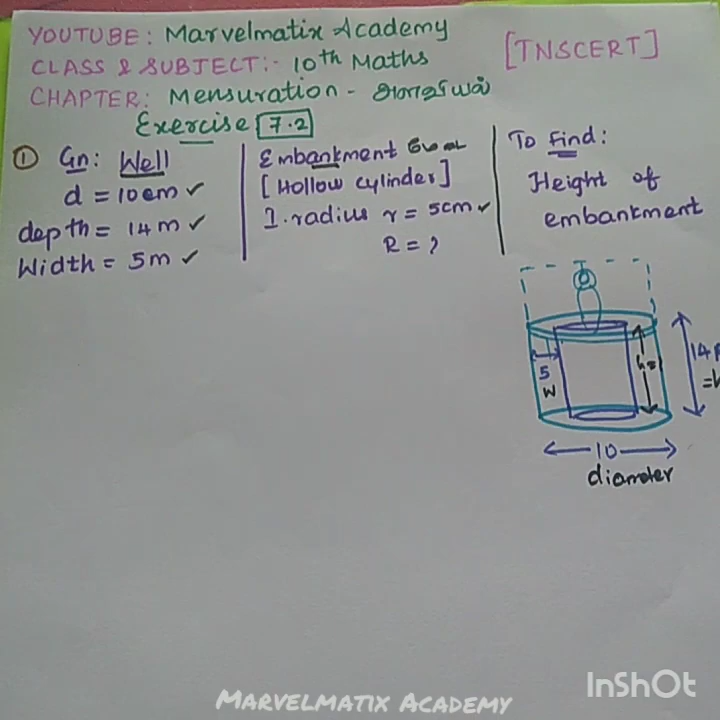 YOUTUBE: Marvelmatix Academy
CLASS & SUBJECT:- 10th Maths
[TNSCERT]
CHAPTER: Mensuration - அளவியல்
Exercise 7.2
① Gn: Well
d = 10cm ✓
depth = 14m ✓
Width = 5m ✓
Embankment
[Hollow cylinder]
I. radius r = 5cm ✓
R = ?
To Find:
Height of
embankment
5
W
h=
14
=h
10
diameter
MARVELMATIX ACADEMY
InShOt